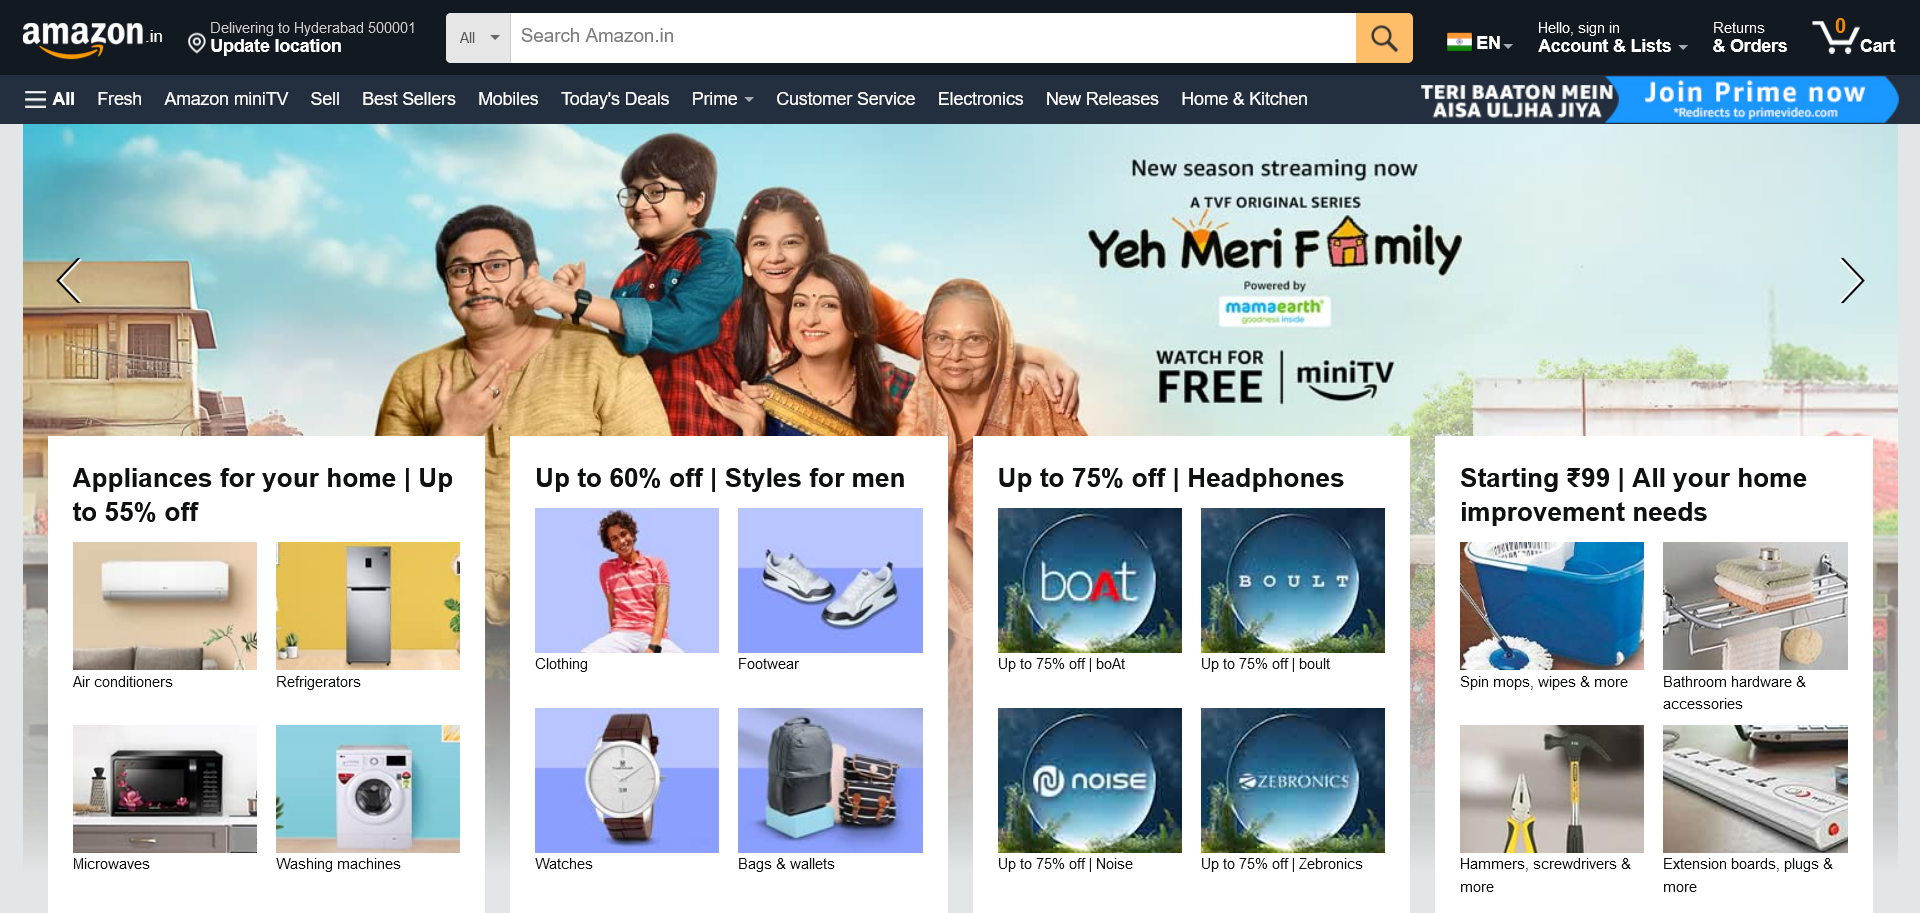 amazon.in
Delivering to Hyderabad 500001
Update location
All
Search Amazon.in
EN
Hello, sign in
Account & Lists
Returns
& Orders
0
Cart
All
Fresh
Amazon miniTV
Sell
Best Sellers
Mobiles
Today's Deals
Prime
Customer Service
Electronics
New Releases
Home & Kitchen
TERI BAATON MEIN
AISA ULJHA JIYA
Join Prime now
*Redirects to primevideo.com
New season streaming now
A TVF ORIGINAL SERIES
Yeh Meri Family
Powered by
mamaearth
goodness inside
WATCH FOR
FREE
miniTV
Appliances for your home | Up
to 55% off
Air conditioners
Refrigerators
Microwaves
Washing machines
Up to 60% off | Styles for men
Clothing
Footwear
Watches
Bags & wallets
Up to 75% off | Headphones
boAt
Up to 75% off | boAt
BOULT
Up to 75% off | boult
NOISE
Up to 75% off | Noise
ZEBRONICS
Up to 75% off | Zebronics
Starting ₹99 | All your home
improvement needs
Spin mops, wipes & more
Bathroom hardware &
accessories
Hammers, screwdrivers &
more
Extension boards, plugs &
more